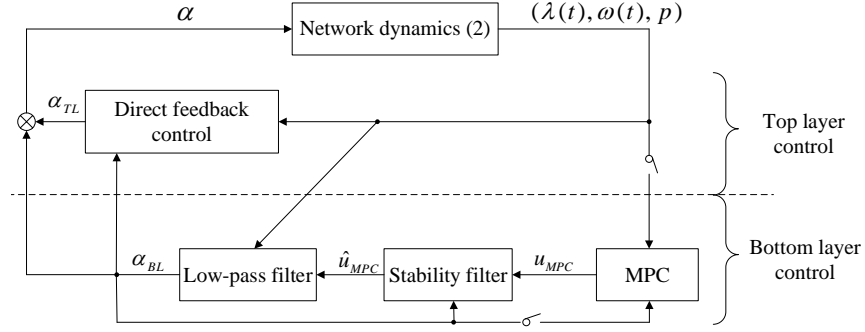 α
Network dynamics (2)
(λ(t), ω(t), p)
α_TL
Direct feedback
control
Top layer
control
α_BL
Low-pass filter
û_MPC
Stability filter
u_MPC
MPC
Bottom layer
control